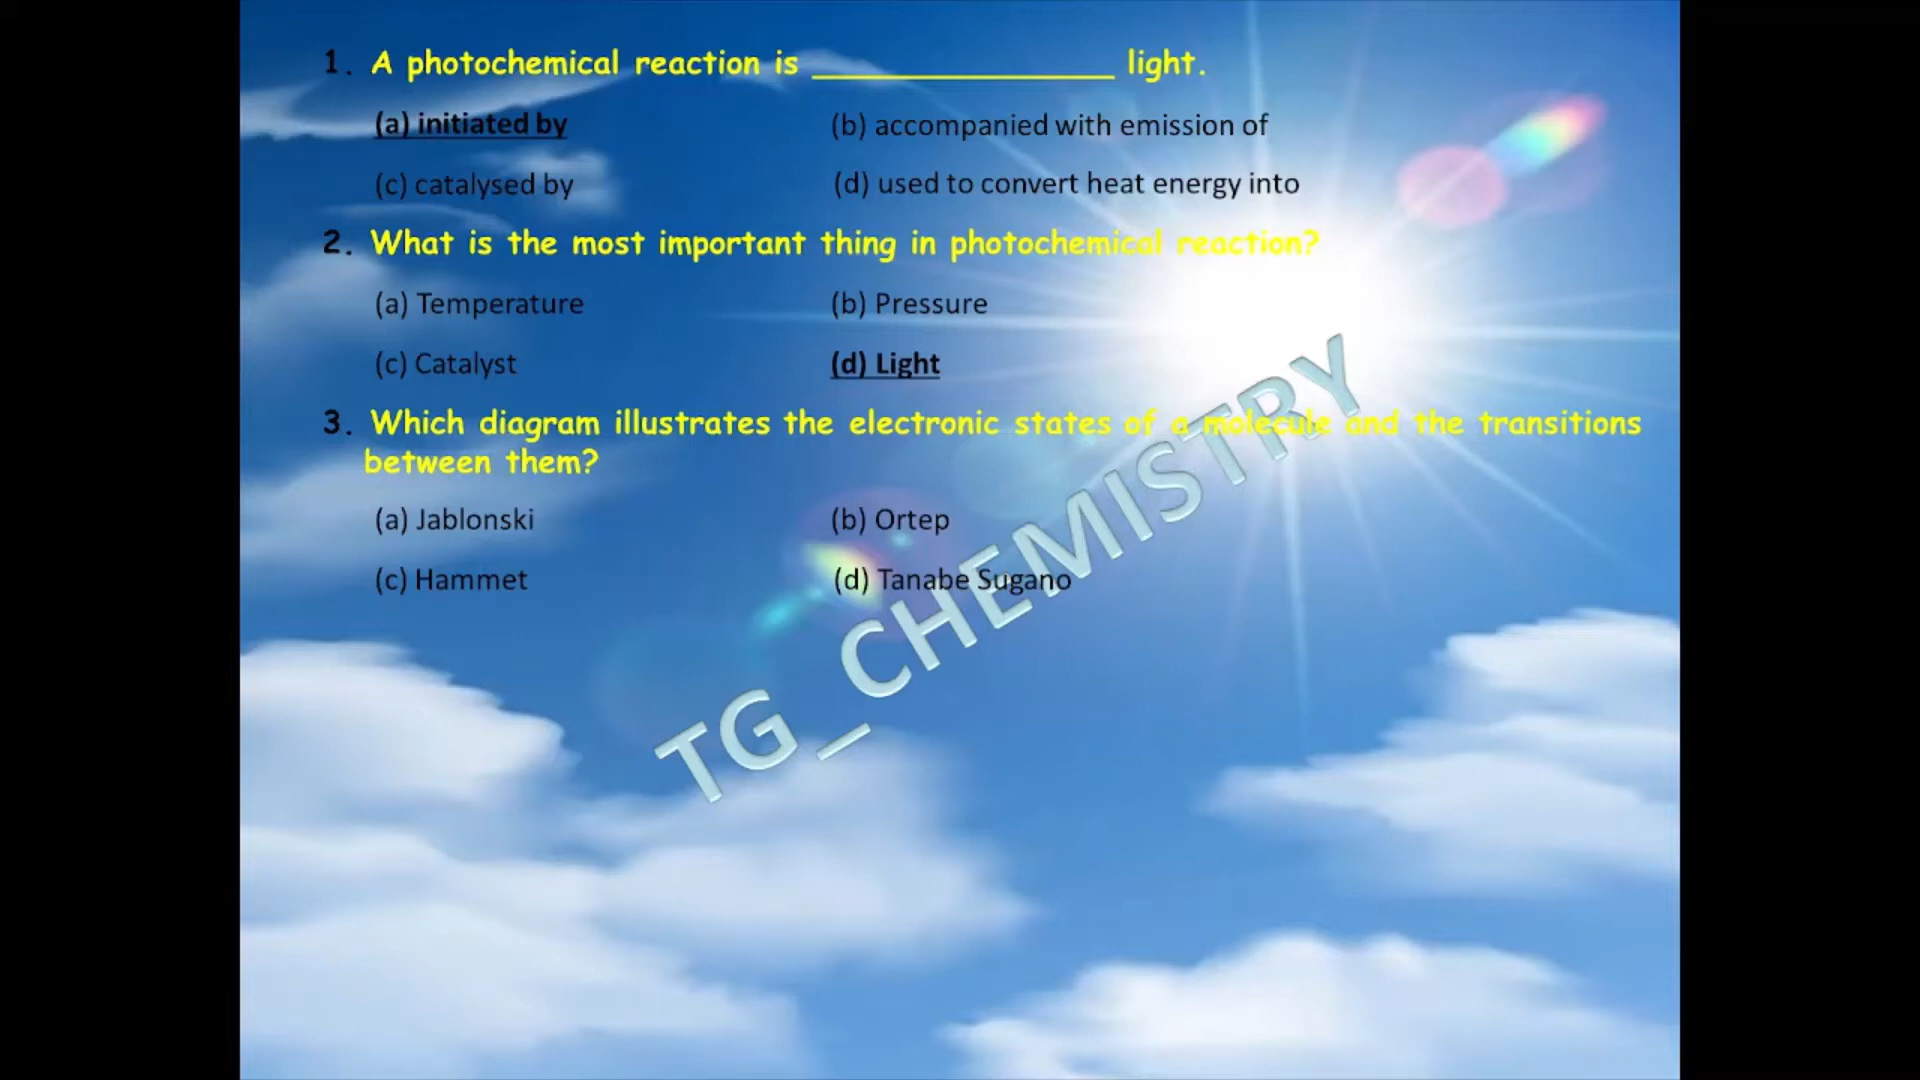 1. A photochemical reaction is __________________ light.
(a) initiated by (b) accompanied with emission of
(c) catalysed by (d) used to convert heat energy into
2. What is the most important thing in photochemical reaction?
(a) Temperature (b) Pressure
(c) Catalyst (d) Light
3. Which diagram illustrates the electronic states of a molecule and the transitions
between them?
(a) Jablonski (b) Ortep
(c) Hammet (d) Tanabe Sugano
TG_CHEMISTRY